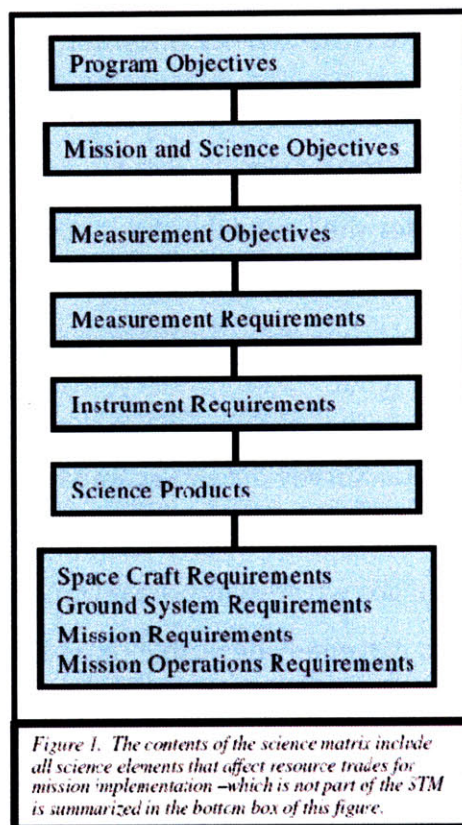 Program Objectives
Mission and Science Objectives
Measurement Objectives
Measurement Requirements
Instrument Requirements
Science Products
Space Craft Requirements
Ground System Requirements
Mission Requirements
Mission Operations Requirements
Figure 1. The contents of the science matrix include
all science elements that affect resource trades for
mission implementation –which is not part of the STM
is summarized in the bottom box of this figure.